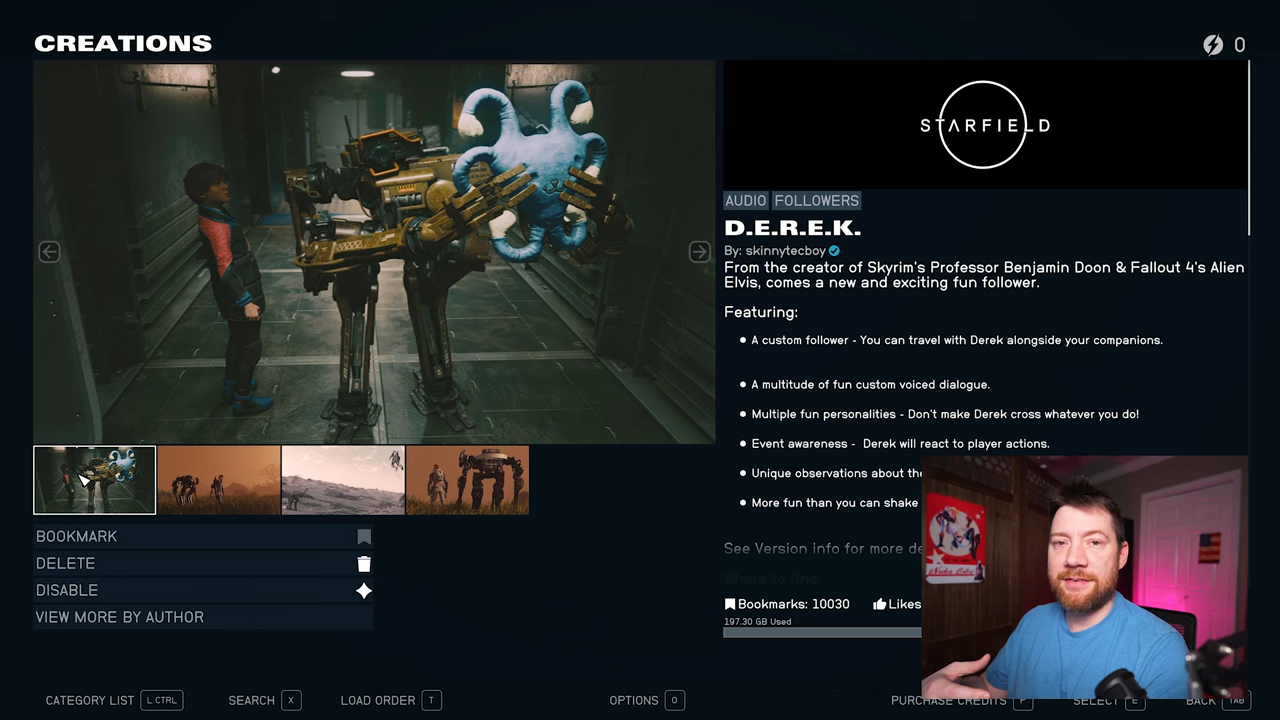 CREATIONS
0
STARFIELD
AUDIO FOLLOWERS
D.E.R.E.K.
By: skinnytecboy
From the creator of Skyrim's Professor Benjamin Doon & Fallout 4's Alien
Elvis, comes a new and exciting fun follower.
Featuring:
A custom follower - You can travel with Derek alongside your companions.
A multitude of fun custom voiced dialogue.
Multiple fun personalities - Don't make Derek cross whatever you do!
Event awareness - Derek will react to player actions.
Unique observations about the
More fun than you can shake
See Version info for more de
Where to find.
Bookmarks: 10030 Likes
197.30 GB Used
BOOKMARK
DELETE
DISABLE
VIEW MORE BY AUTHOR
Nuka Cola
CATEGORY LIST L CTRL SEARCH X LOAD ORDER T OPTIONS O PURCHASE CREDITS P SELECT E BACK TAB